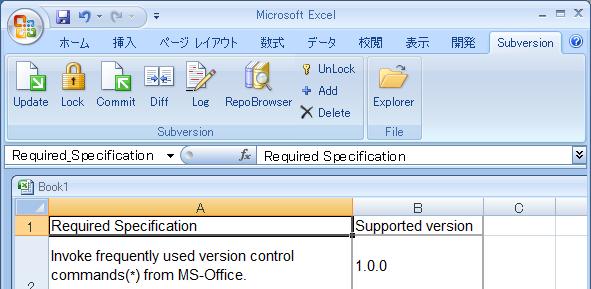 Microsoft Excel
ホーム 挿入 ページ レイアウト 数式 データ 校閲 表示 開発 Subversion
Update Lock Commit Diff Log RepoBrowser
UnLock
Add
Delete
Explorer
Subversion File
Required_Specification fx Required Specification
Book1
A B C
1 Required Specification Supported version
2 Invoke frequently used version control
commands(*) from MS-Office. 1.0.0